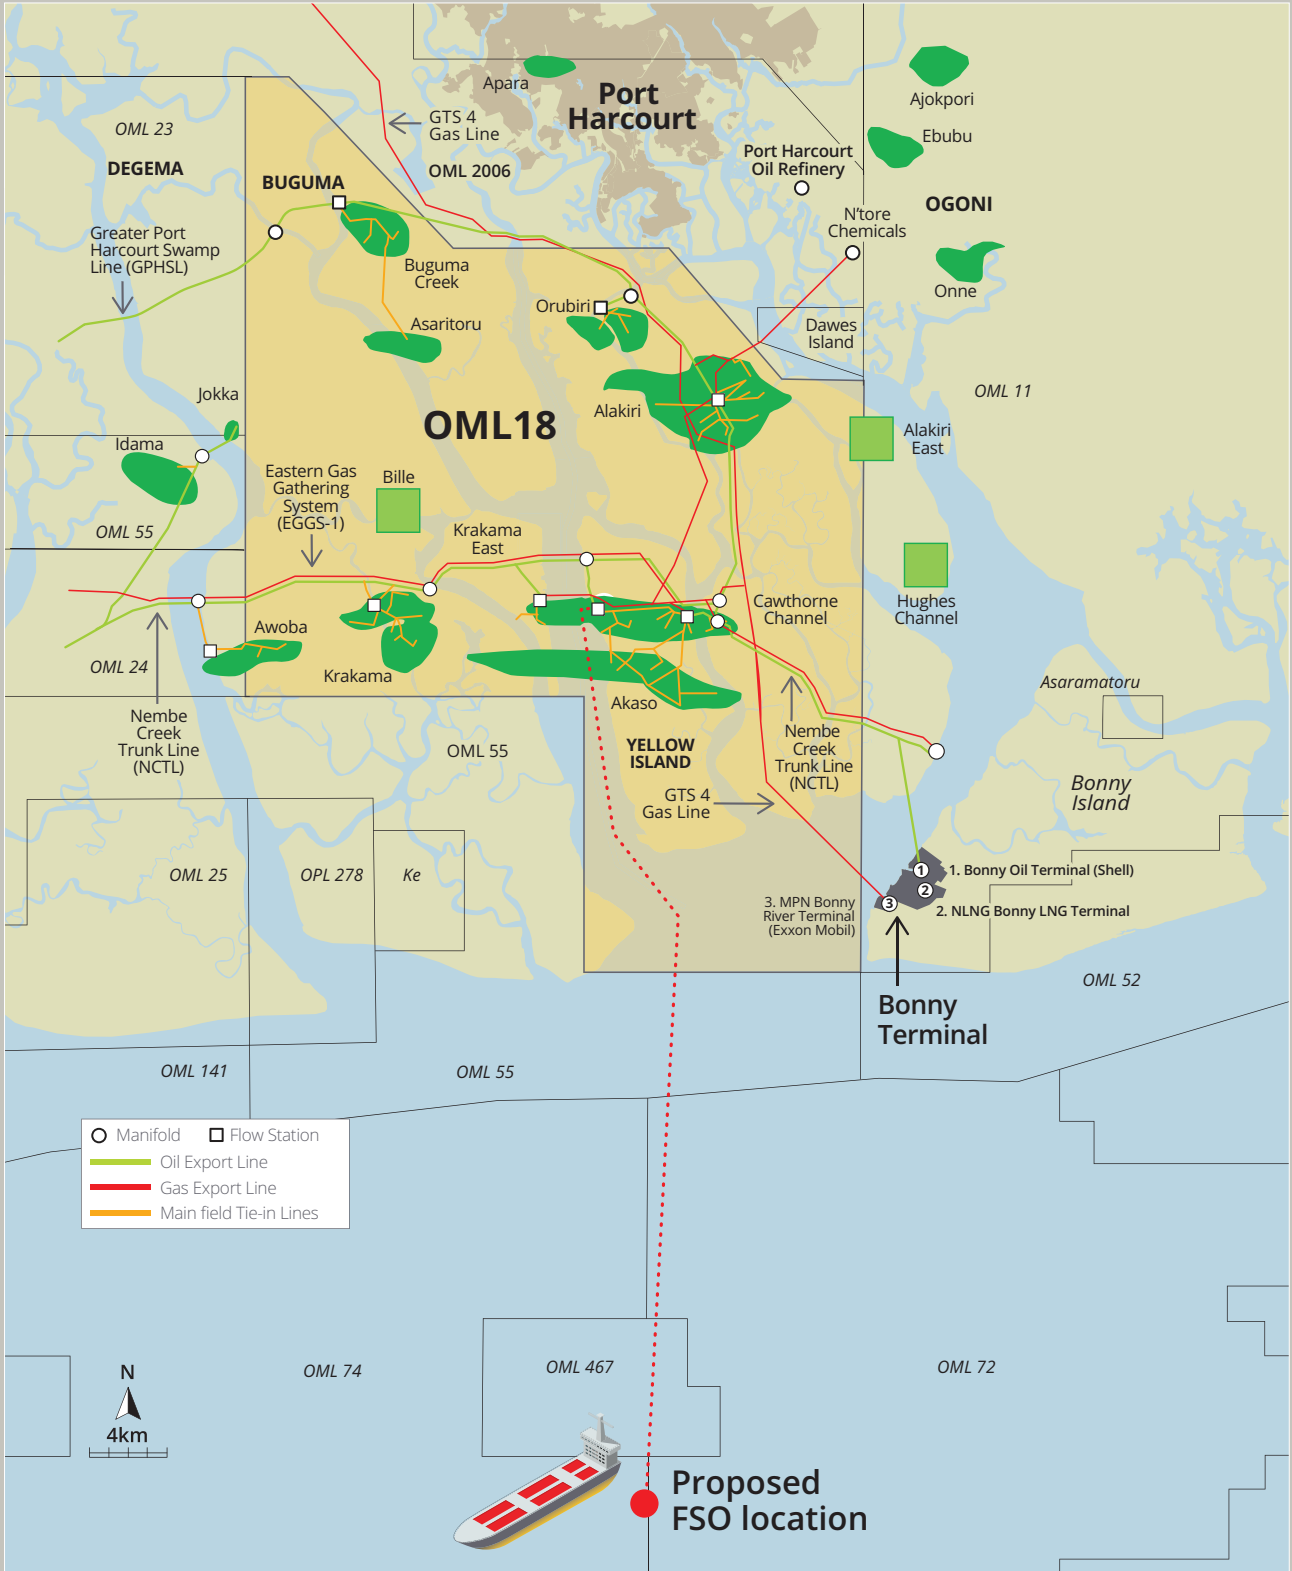 Apara
Port
Harcourt
Ajokpori
GTS 4
Gas Line
OML 23
Ebubu
DEGEMA
OML 2006
Port Harcourt
Oil Refinery
BUGUMA
OGONI
N'tore
Chemicals
Greater Port
Harcourt Swamp
Line (GPHSL)
Buguma
Creek
Onne
Orubiri
Asaritoru
Dawes
Island
Jokka
OML 11
Alakiri
OML18
Alakiri
East
Idama
Eastern Gas
Gathering
System
(EGGS-1)
Bille
OML 55
Krakama
East
Hughes
Channel
Cawthorne
Channel
Awoba
OML 24
Krakama
Asaramatoru
Akaso
Nembe
Creek
Trunk Line
(NCTL)
OML 55
YELLOW
ISLAND
Nembe
Creek
Trunk Line
(NCTL)
GTS 4
Gas Line
Bonny
Island
OML 25
OPL 278
Ke
1
1. Bonny Oil Terminal (Shell)
2
3
2. NLNG Bonny LNG Terminal
3. MPN Bonny
River Terminal
(Exxon Mobil)
OML 52
Bonny
Terminal
OML 141
OML 55
Manifold
Flow Station
Oil Export Line
Gas Export Line
Main field Tie-in Lines
OML 74
OML 467
OML 72
N
4km
Proposed
FSO location